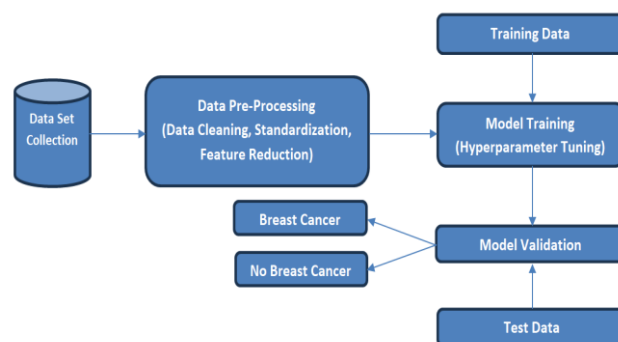 Training Data
Data Set
Collection
Data Pre-Processing
(Data Cleaning, Standardization,
Feature Reduction)
Model Training
(Hyperparameter Tuning)
Breast Cancer
No Breast Cancer
Model Validation
Test Data